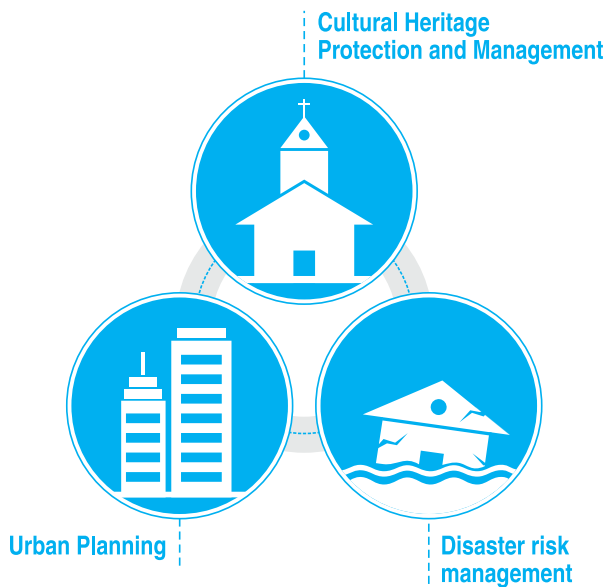 Cultural Heritage
Protection and Management
Urban Planning
Disaster risk
management